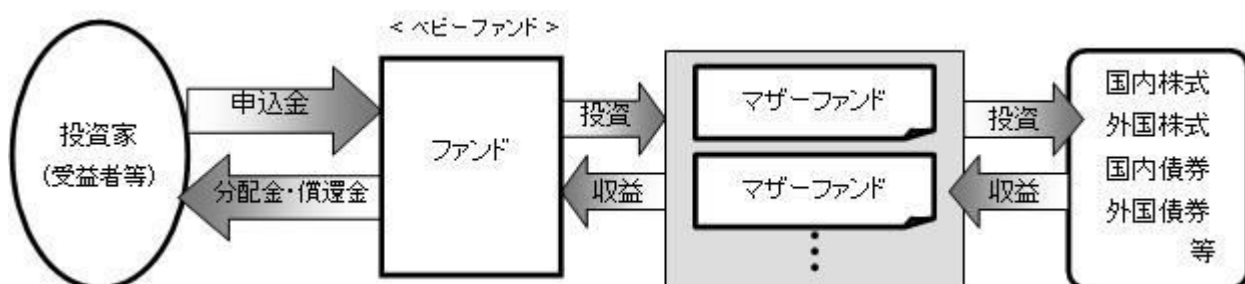 < ベビーファンド >
投資家
(受益者等)
申込金
分配金・償還金
ファンド
投資
収益
マザーファンド
マザーファンド
投資
収益
国内株式
外国株式
国内債券
外国債券
等